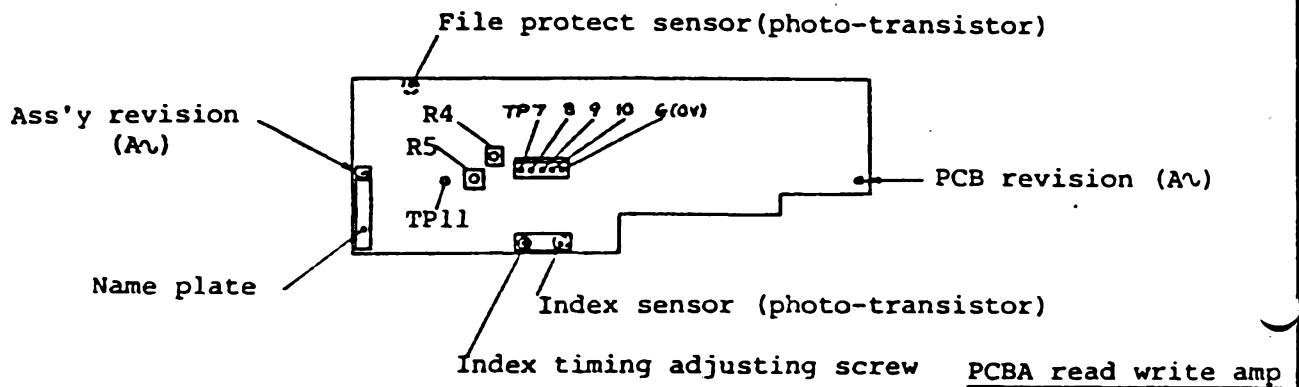 File protect sensor(photo-transistor)
Ass'y revision
(A~)
R4
TP7 8 9 10 G(0V)
R5
PCB revision (A~)
TP11
Name plate
Index sensor (photo-transistor)
Index timing adjusting screw
PCBA read write amp